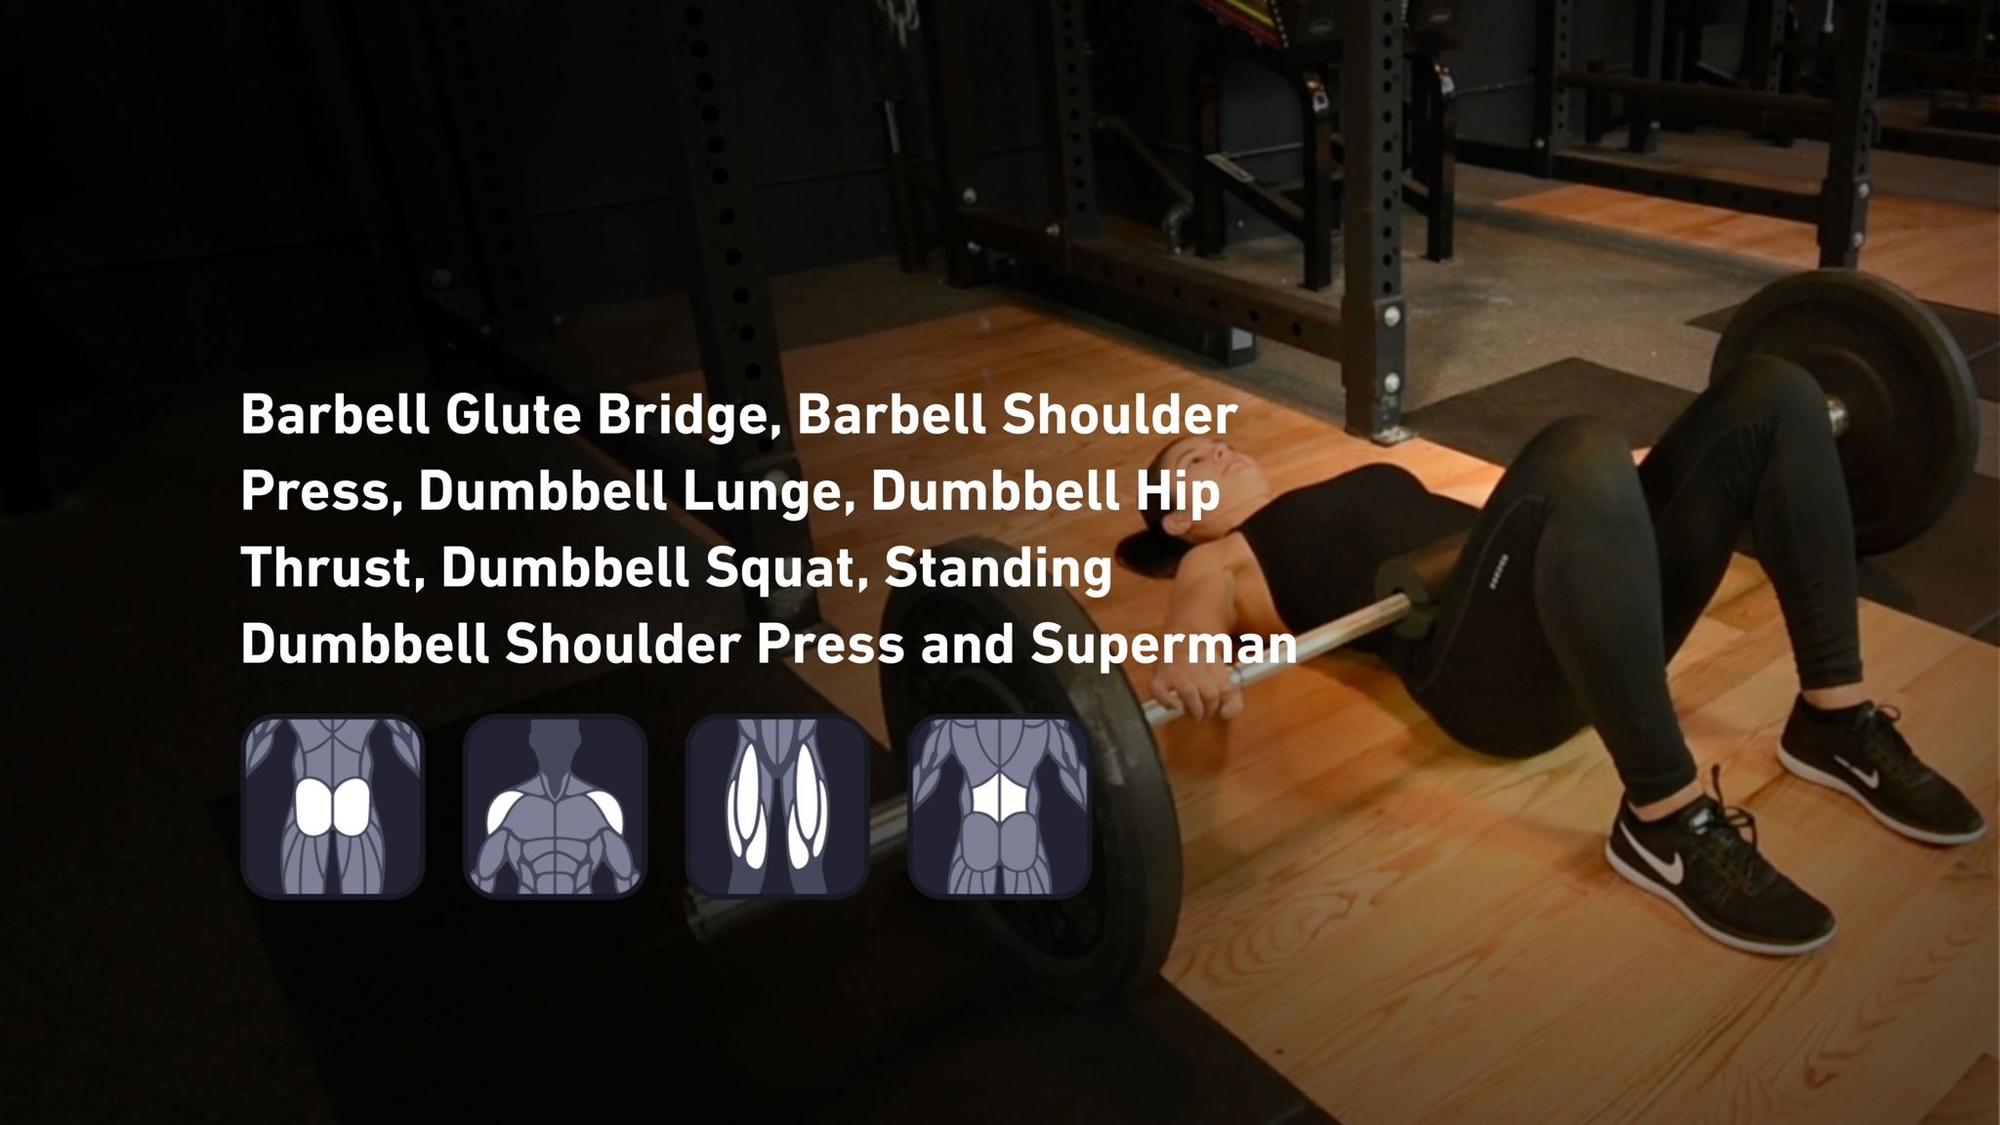 Barbell Glute Bridge, Barbell Shoulder
Press, Dumbbell Lunge, Dumbbell Hip
Thrust, Dumbbell Squat, Standing
Dumbbell Shoulder Press and Superman